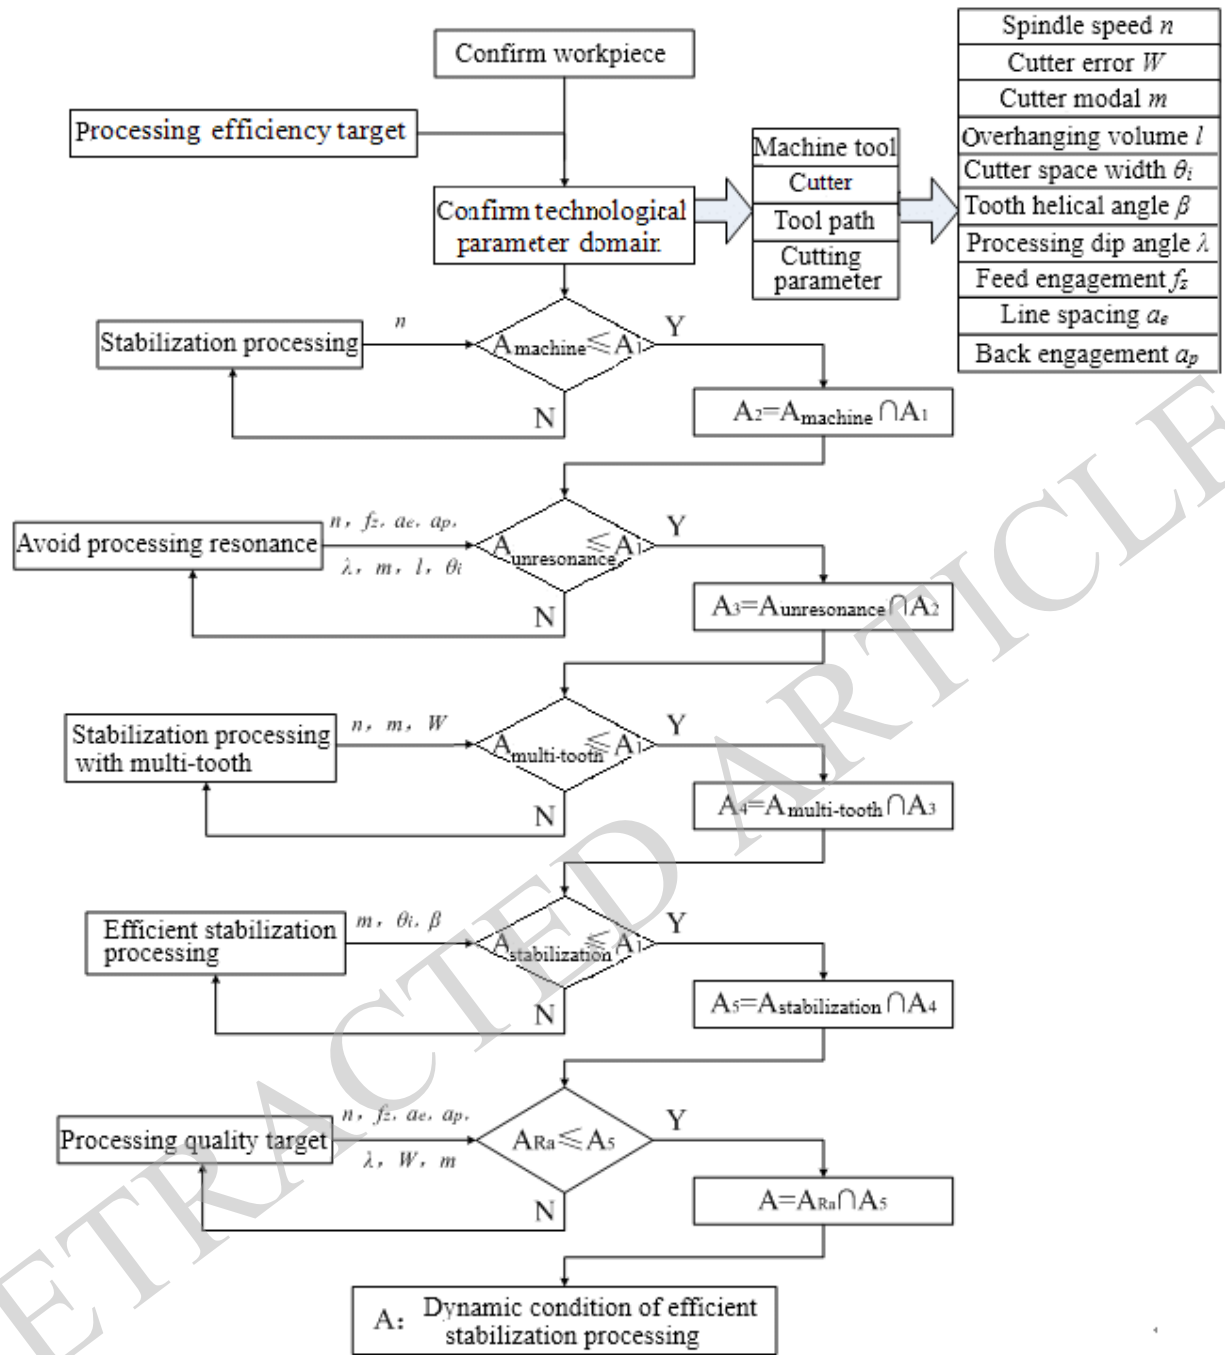 Confirm workpiece
Processing efficiency target
Confirm technological
parameter domair.
Machine tool
Cutter
Tool path
Cutting
parameter
Spindle speed n
Cutter error W
Cutter modal m
Overhanging volume l
Cutter space width θi
Tooth helical angle β
Processing dip angle λ
Feed engagement fz
Line spacing ae
Back engagement ap
Stabilization processing
n
Amachine≤A1
Y
N
A2=Amachine∩A1
Avoid processing resonance
n, fz, ae, ap,
λ, m, l, θi
Aunresonance≤A1
Y
N
A3=Aunresonance∩A2
Stabilization processing
with multi-tooth
n, m, W
Amulti-tooth≤A1
Y
N
A4=Amulti-tooth∩A3
Efficient stabilization
processing
m, θi, β
Astabilization≤A1
Y
N
A5=Astabilization∩A4
Processing quality target
n, fz, ae, ap,
λ, W, m
ARa≤A5
Y
N
A=ARa∩A5
A: Dynamic condition of efficient
stabilization processing
ETRACTED ARTICLE